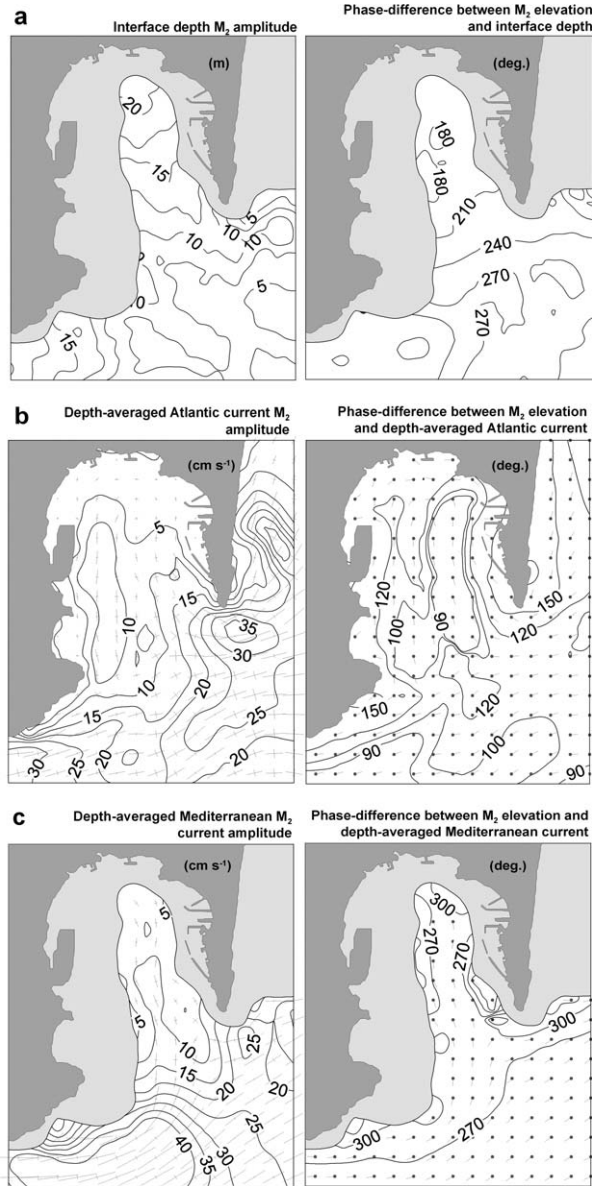 a
Interface depth M₂ amplitude
Phase-difference between M₂ elevation
and interface depth
(m)
(deg.)
20
15
10
5
10
10
5
15
180
180
210
240
270
270
b
Depth-averaged Atlantic current M₂
amplitude
Phase-difference between M₂ elevation
and depth-averaged Atlantic current
(cm s⁻¹)
(deg.)
5
10
15
35
30
10
20
15
25
30
25
20
20
120
100
90
150
120
150
120
90
100
90
c
Depth-averaged Mediterranean M₂
current amplitude
Phase-difference between M₂ elevation and
depth-averaged Mediterranean current
(cm s⁻¹)
(deg.)
5
5
10
15
20
25
20
25
30
35
40
300
270
270
300
270
300